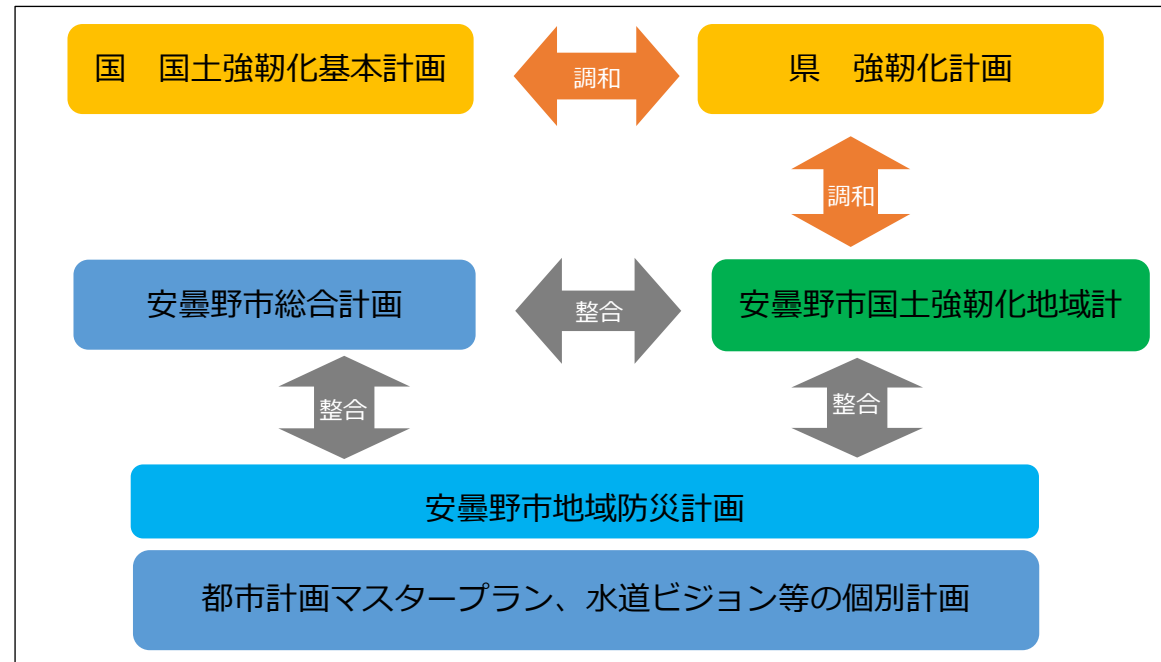 国　国土強靭化基本計画
調和
県　強靭化計画
調和
安曇野市総合計画
整合
安曇野市国土強靭化地域計
整合
整合
安曇野市地域防災計画
都市計画マスタープラン、水道ビジョン等の個別計画